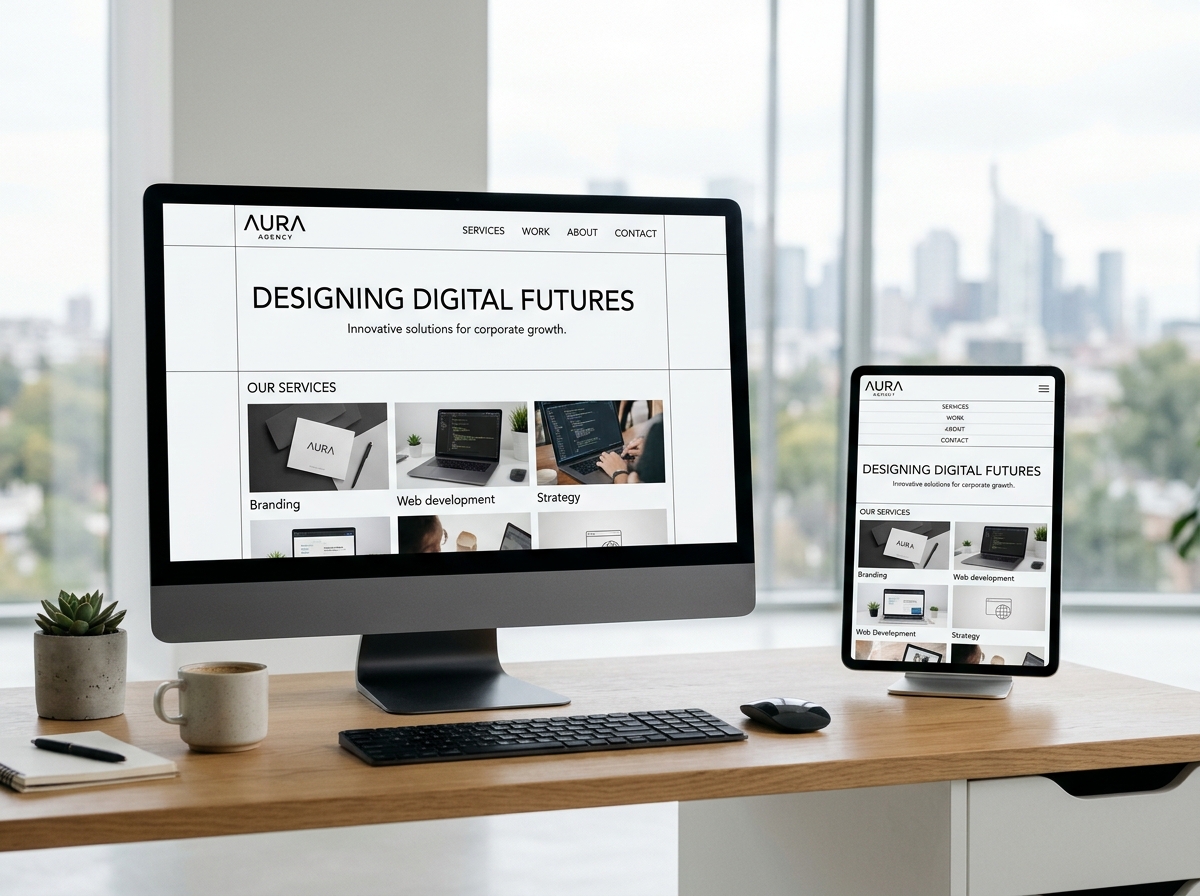 AURA
AGENCY
SERVICES WORK ABOUT CONTACT
DESIGNING DIGITAL FUTURES
Innovative solutions for corporate growth.
OUR SERVICES
AURA
Branding
Web development
Strategy
AURA
SERVICES
WORK
CONTACT
DESIGNING DIGITAL FUTURES
Innovative solutions for corporate growth.
OUR SERVICES
AURA
Branding
Web development
Web Development
Strategy